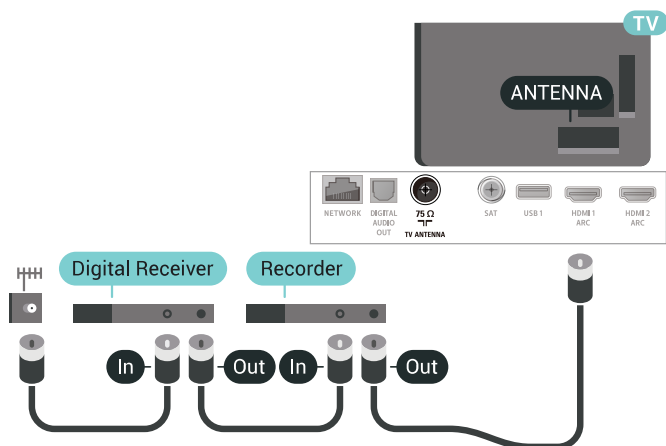 TV
ANTENNA
NETWORK
DIGITAL
AUDIO
OUT
75 Ω
TV ANTENNA
SAT
USB 1
HDMI 1
ARC
HDMI 2
ARC
Digital Receiver
Recorder
In
Out
In
Out